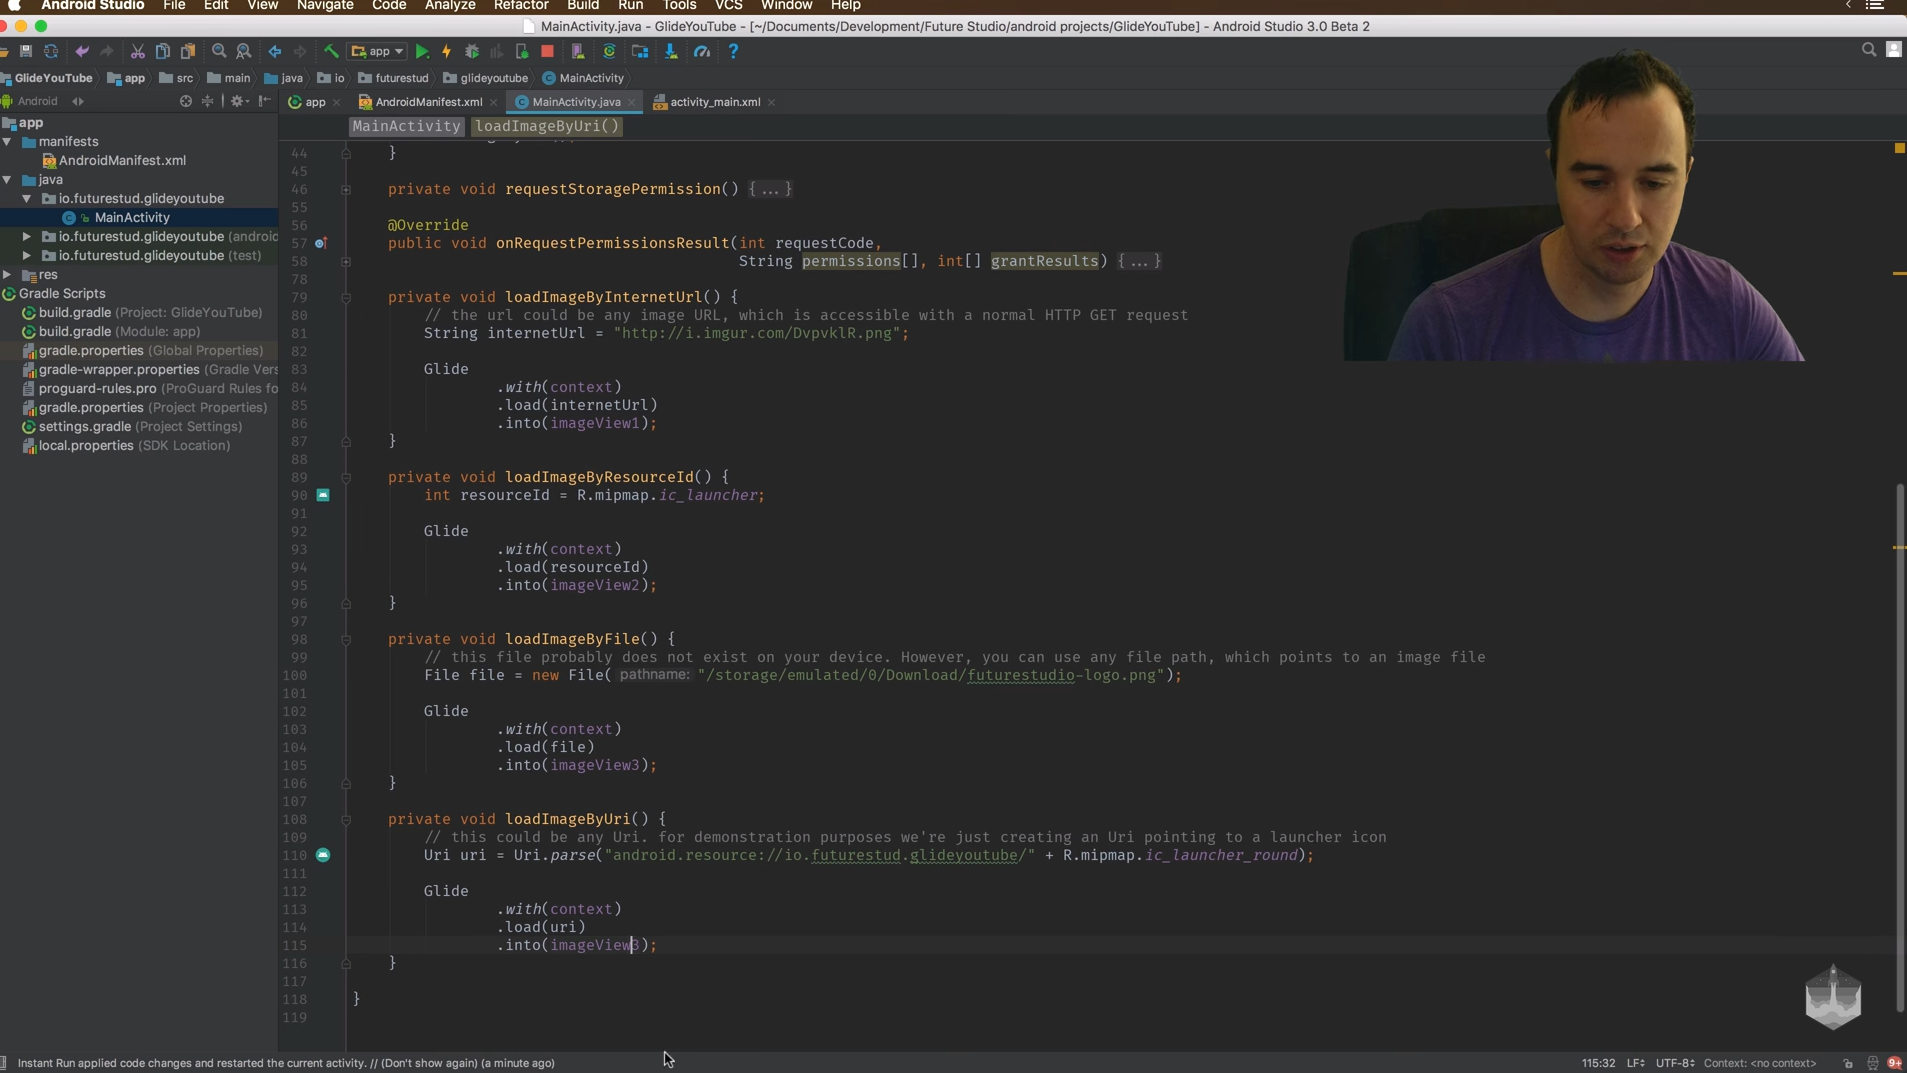 Android Studio File Edit View Navigate Code Analyze Refactor Build Run Tools VCS Window Help
MainActivity.java - GlideYouTube - [~/Documents/Development/Future Studio/android projects/GlideYouTube] - Android Studio 3.0 Beta 2
app
GlideYouTube app src main java io futurestud glideyoutube MainActivity
Android
app AndroidManifest.xml MainActivity.java activity_main.xml
MainActivity loadImageByUri()
app
manifests
AndroidManifest.xml
java
io.futurestud.glideyoutube
MainActivity
io.futurestud.glideyoutube (androi
io.futurestud.glideyoutube (test)
res
Gradle Scripts
build.gradle (Project: GlideYouTube)
build.gradle (Module: app)
gradle.properties (Global Properties)
gradle-wrapper.properties (Gradle Vers
proguard-rules.pro (ProGuard Rules fo
gradle.properties (Project Properties)
settings.gradle (Project Settings)
local.properties (SDK Location)
44 }
45
46 private void requestStoragePermission() {...}
55
56 @Override
57 public void onRequestPermissionsResult(int requestCode,
58 String permissions[], int[] grantResults) {...}
78
79 private void loadImageByInternetUrl() {
80 // the url could be any image URL, which is accessible with a normal HTTP GET request
81 String internetUrl = "http://i.imgur.com/DvpvklR.png";
82
83 Glide
84 .with(context)
85 .load(internetUrl)
86 .into(imageView1);
87 }
88
89 private void loadImageByResourceId() {
90 int resourceId = R.mipmap.ic_launcher;
91
92 Glide
93 .with(context)
94 .load(resourceId)
95 .into(imageView2);
96 }
97
98 private void loadImageByFile() {
99 // this file probably does not exist on your device. However, you can use any file path, which points to an image file
100 File file = new File( pathname: "/storage/emulated/0/Download/futurestudio-logo.png");
101
102 Glide
103 .with(context)
104 .load(file)
105 .into(imageView3);
106 }
107
108 private void loadImageByUri() {
109 // this could be any Uri. for demonstration purposes we're just creating an Uri pointing to a launcher icon
110 Uri uri = Uri.parse("android.resource://io.futurestud.glideyoutube/" + R.mipmap.ic_launcher_round);
111
112 Glide
113 .with(context)
114 .load(uri)
115 .into(imageView3);
116 }
117
118 }
119
Instant Run applied code changes and restarted the current activity. // (Don't show again) (a minute ago) 115:32 LF UTF-8 Context: <no context> 9+